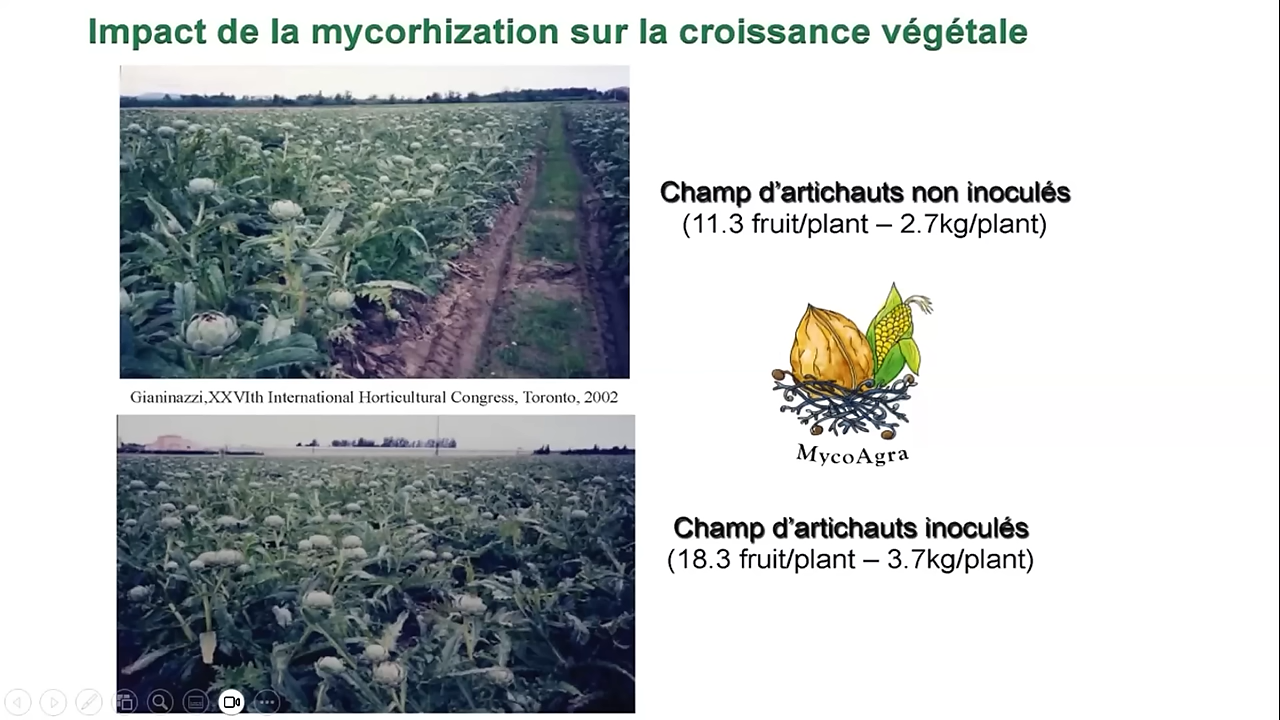 Impact de la mycorhization sur la croissance végétale
Champ d'artichauts non inoculés
(11.3 fruit/plant – 2.7kg/plant)
Gianinazzi,XXVIth International Horticultural Congress, Toronto, 2002
MycoAgra
Champ d'artichauts inoculés
(18.3 fruit/plant – 3.7kg/plant)